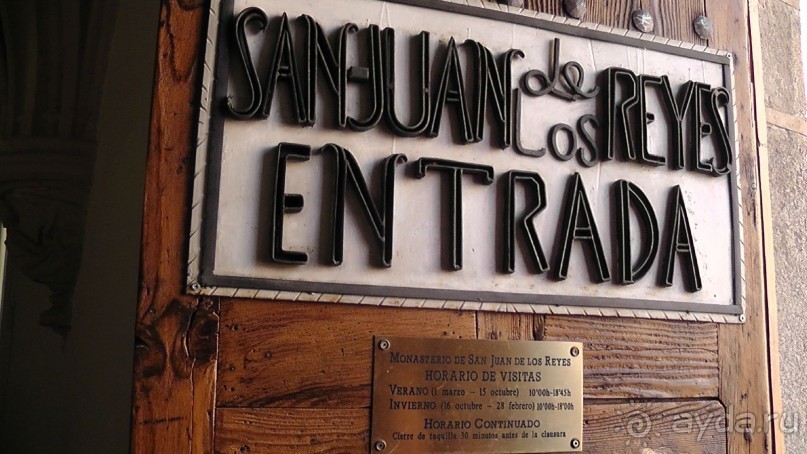 SAN JUAN de LOS REYES
ENTRADA
MONASTERIO DE SAN JUAN DE LOS REYES
HORARIO DE VISITAS
VERANO (1 marzo - 15 octubre) 10'00h-18'45h
INVIERNO (16 octubre - 28 febrero) 10'00h-18'00h
HORARIO CONTINUADO
Cierre de taquilla 30 minutos antes de la clausura
ayda.ru